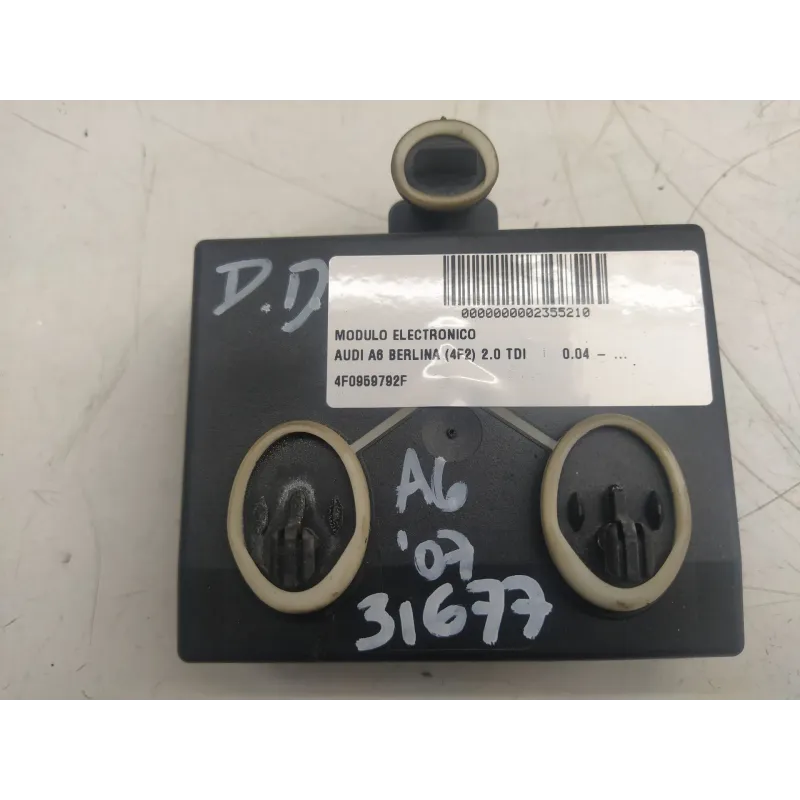 D.D
0000000002355210
MODULO ELECTRONICO
AUDI A6 BERLINA (4F2) 2.0 TDI | 0.04 - ...
4F0959792F
A6
'07
31677